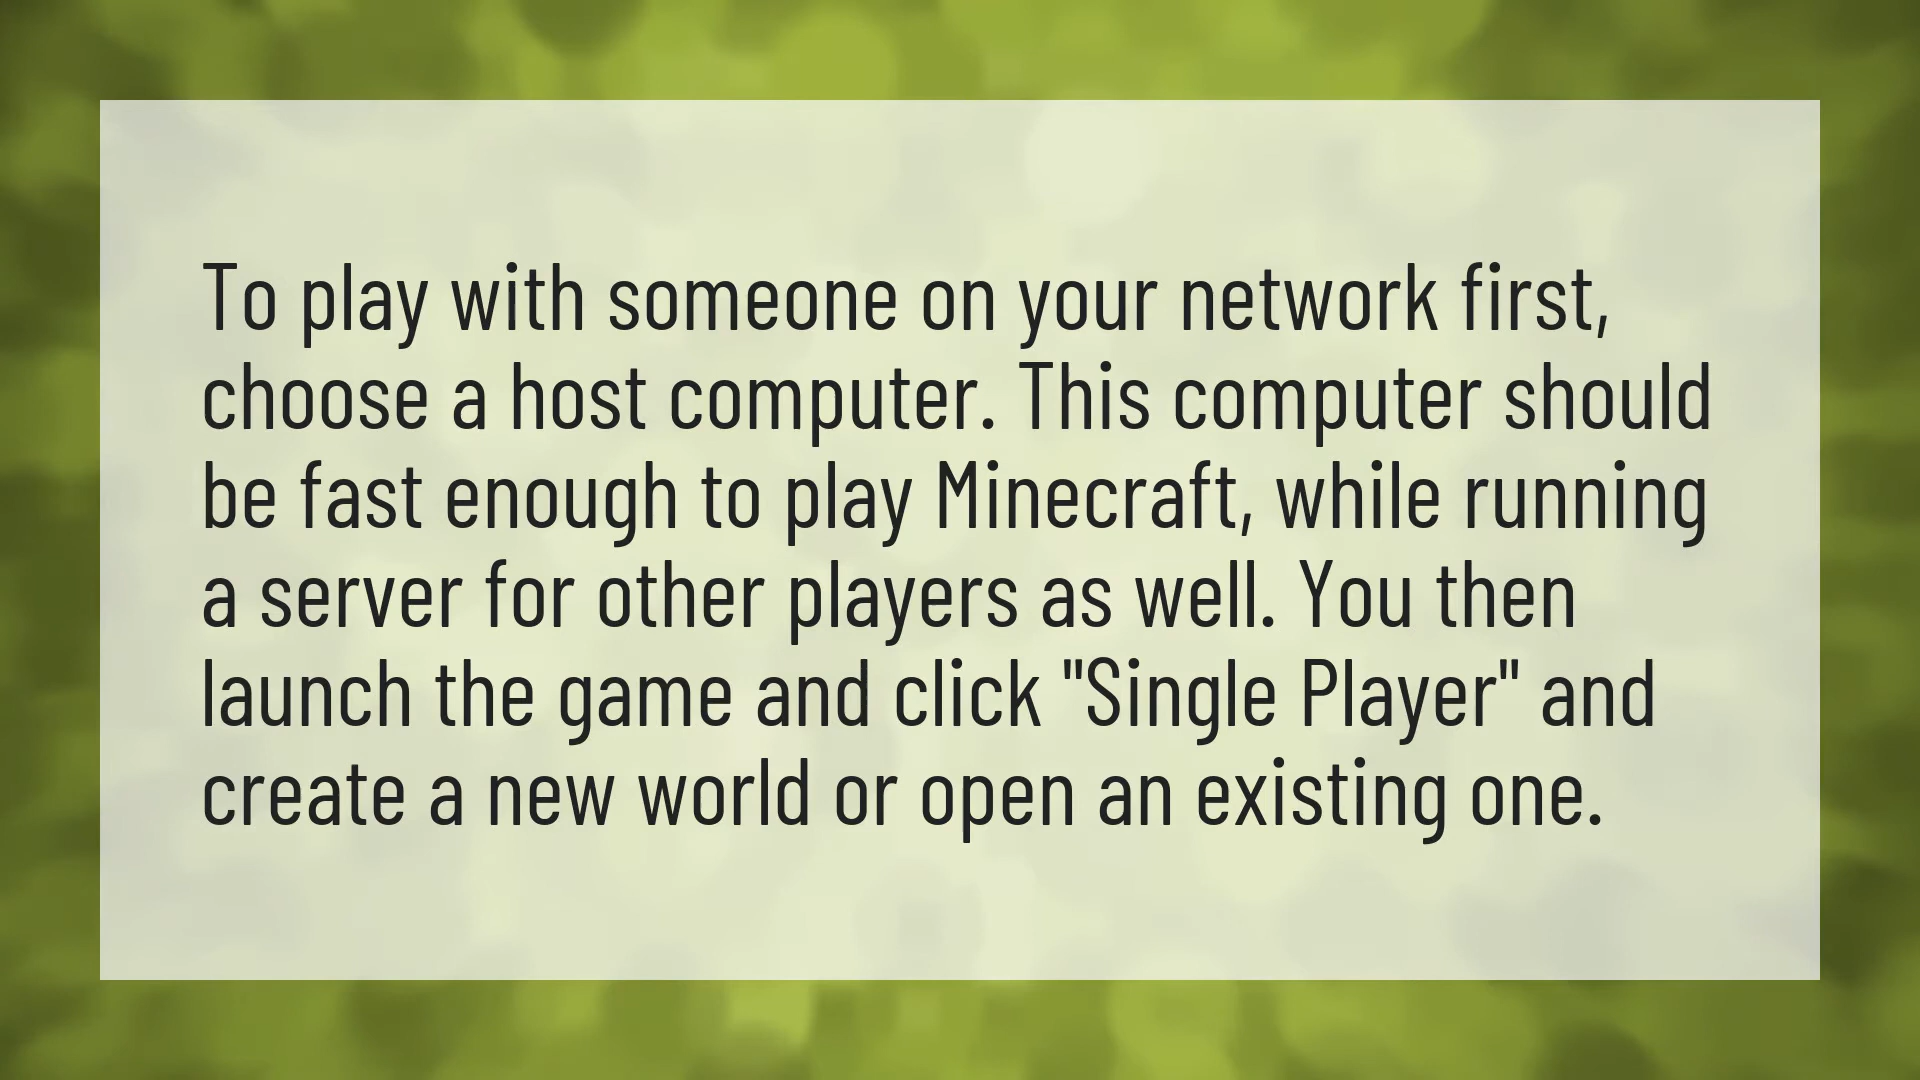 To play with someone on your network first,
choose a host computer. This computer should
be fast enough to play Minecraft, while running
a server for other players as well. You then
launch the game and click "Single Player" and
create a new world or open an existing one.